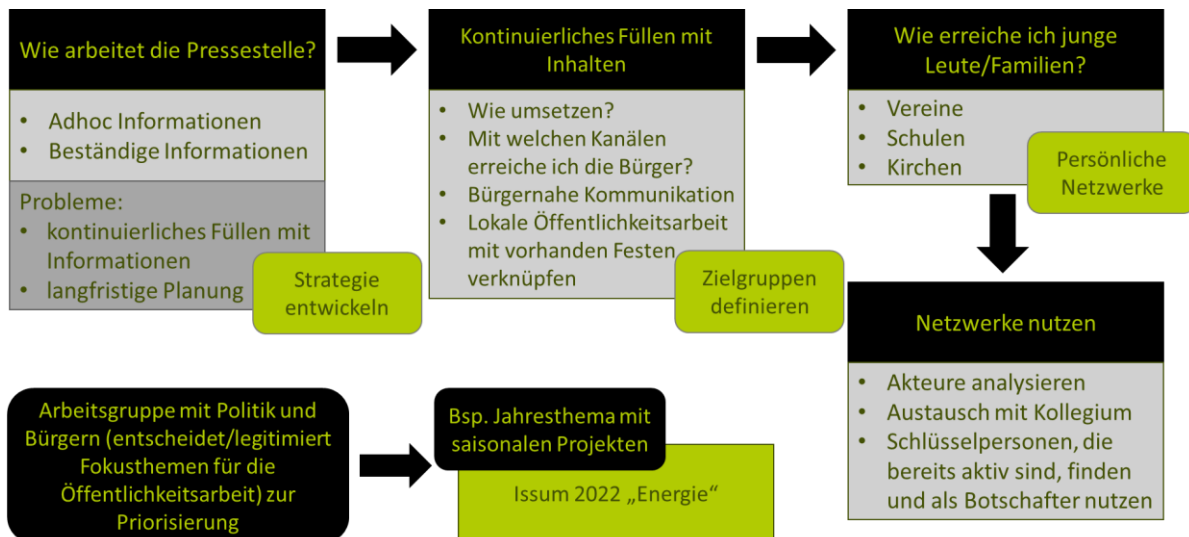 Wie arbeitet die Pressestelle?
• Adhoc Informationen
• Beständige Informationen
Probleme:
• kontinuierliches Füllen mit
Informationen
• langfristige Planung
Strategie
entwickeln
Kontinuierliches Füllen mit
Inhalten
• Wie umsetzen?
• Mit welchen Kanälen
erreiche ich die Bürger?
• Bürgernahe Kommunikation
• Lokale Öffentlichkeitsarbeit
mit vorhanden Festen
verknüpfen
Zielgruppen
definieren
Wie erreiche ich junge
Leute/Familien?
• Vereine
• Schulen
• Kirchen
Persönliche
Netzwerke
Netzwerke nutzen
• Akteure analysieren
• Austausch mit Kollegium
• Schlüsselpersonen, die
bereits aktiv sind, finden
und als Botschafter nutzen
Arbeitsgruppe mit Politik und
Bürgern (entscheidet/legitimiert
Fokusthemen für die
Öffentlichkeitsarbeit) zur
Priorisierung
Bsp. Jahresthema mit
saisonalen Projekten
Issum 2022 „Energie“